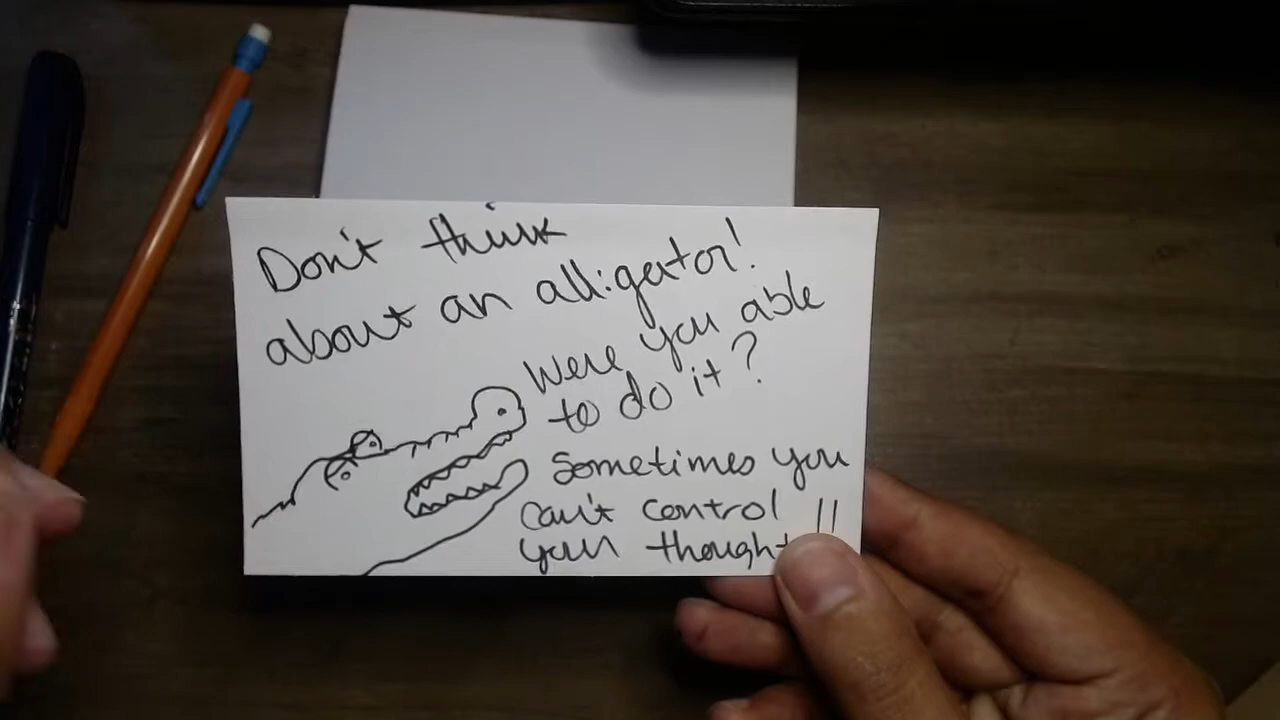 Don't think
about an alligator!
Were you able
to do it?
Sometimes you
can't control
your thought !!